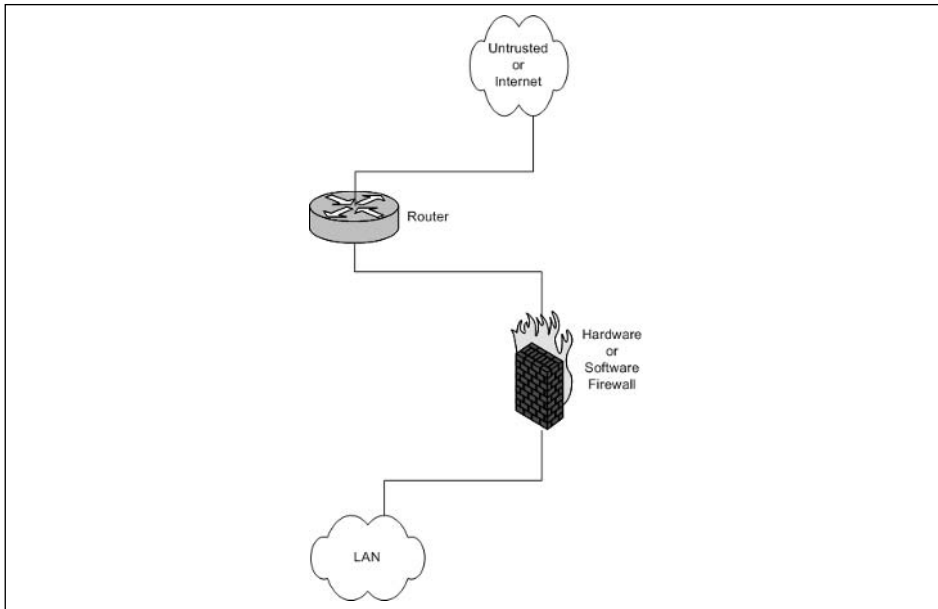 Untrusted
or
Internet
Router
Hardware
or
Software
Firewall
LAN